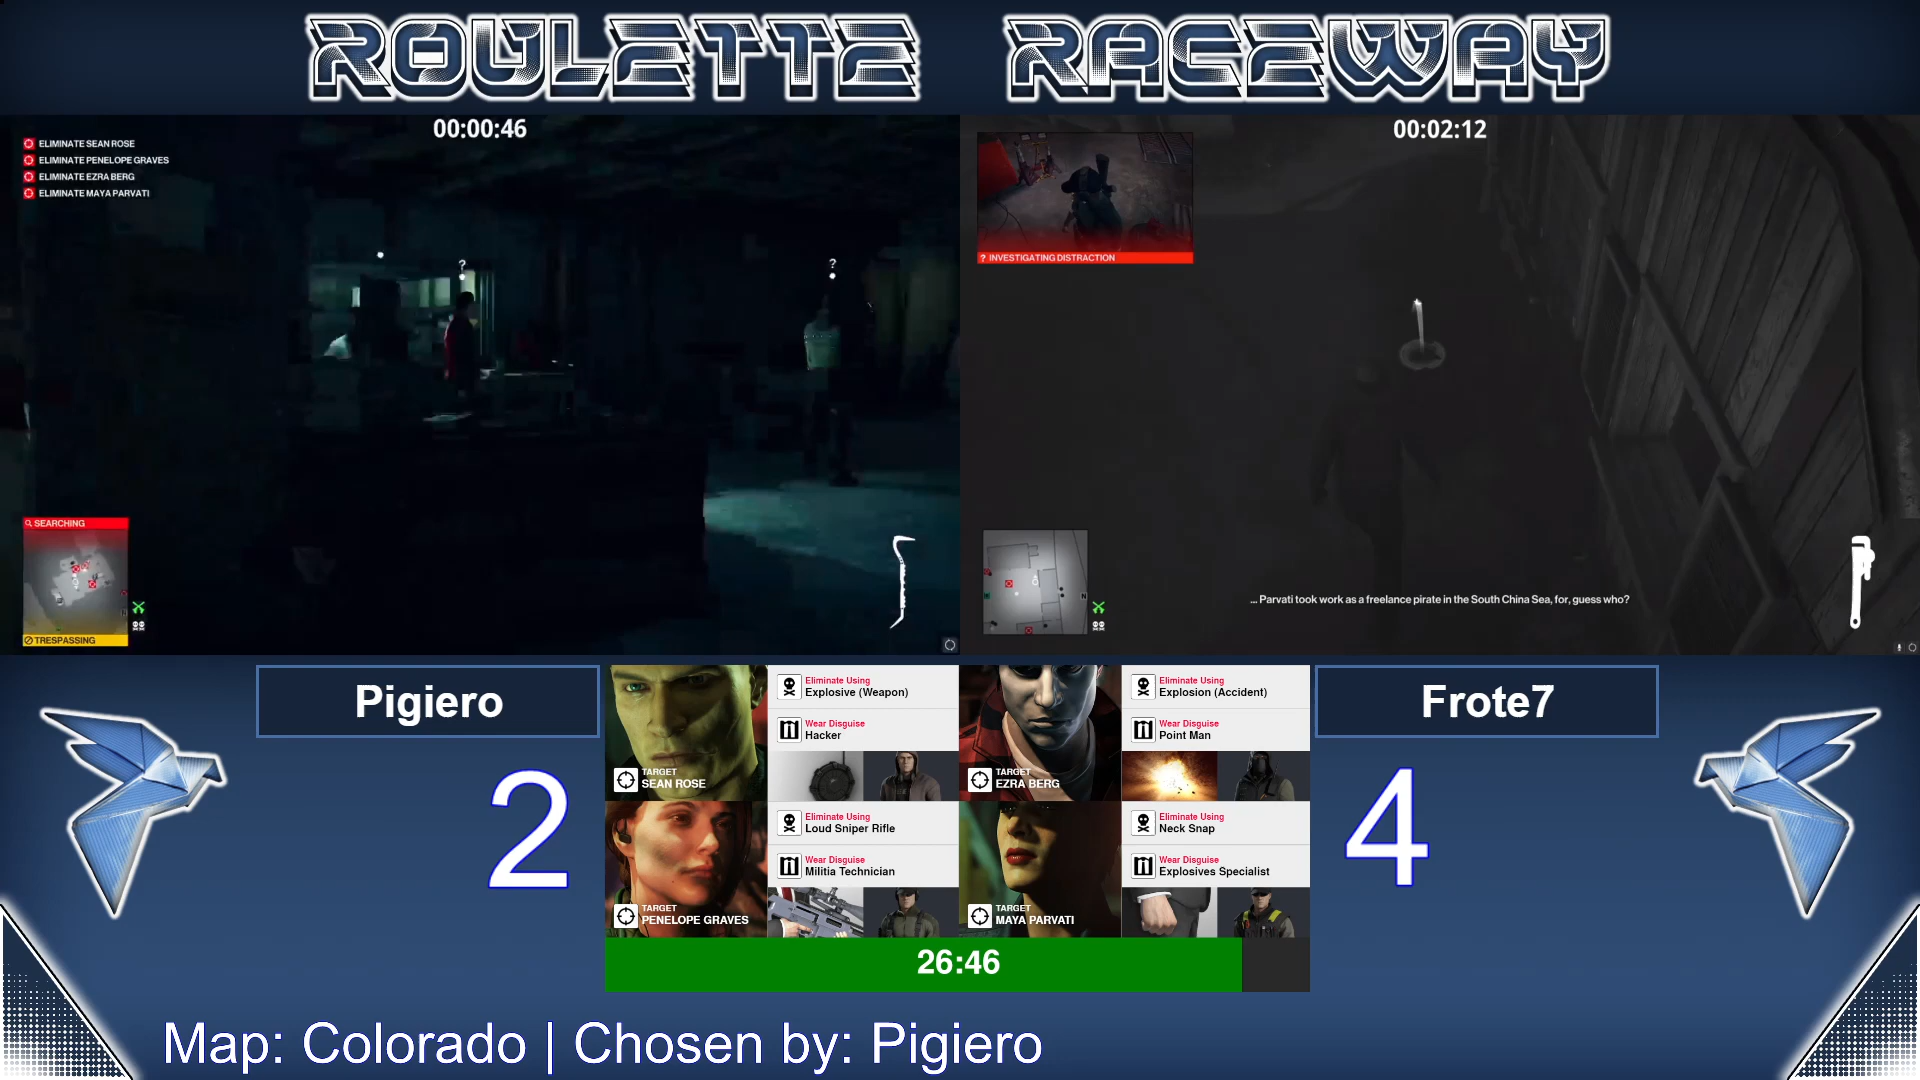 ROULETTE RACEWAY
00:00:46
ELIMINATE SEAN ROSE
ELIMINATE PENELOPE GRAVES
ELIMINATE EZRA BERG
ELIMINATE MAYA PARVATI
?
?
SEARCHING
TRESPASSING
00:02:12
? INVESTIGATING DISTRACTION
N
... Parvati took work as a freelance pirate in the South China Sea, for, guess who?
Pigiero
2
Eliminate Using
Explosive (Weapon)
Wear Disguise
Hacker
TARGET
SEAN ROSE
Eliminate Using
Explosion (Accident)
Wear Disguise
Point Man
TARGET
EZRA BERG
Eliminate Using
Loud Sniper Rifle
Wear Disguise
Militia Technician
TARGET
PENELOPE GRAVES
Eliminate Using
Neck Snap
Wear Disguise
Explosives Specialist
TARGET
MAYA PARVATI
26:46
Frote7
4
Map: Colorado | Chosen by: Pigiero